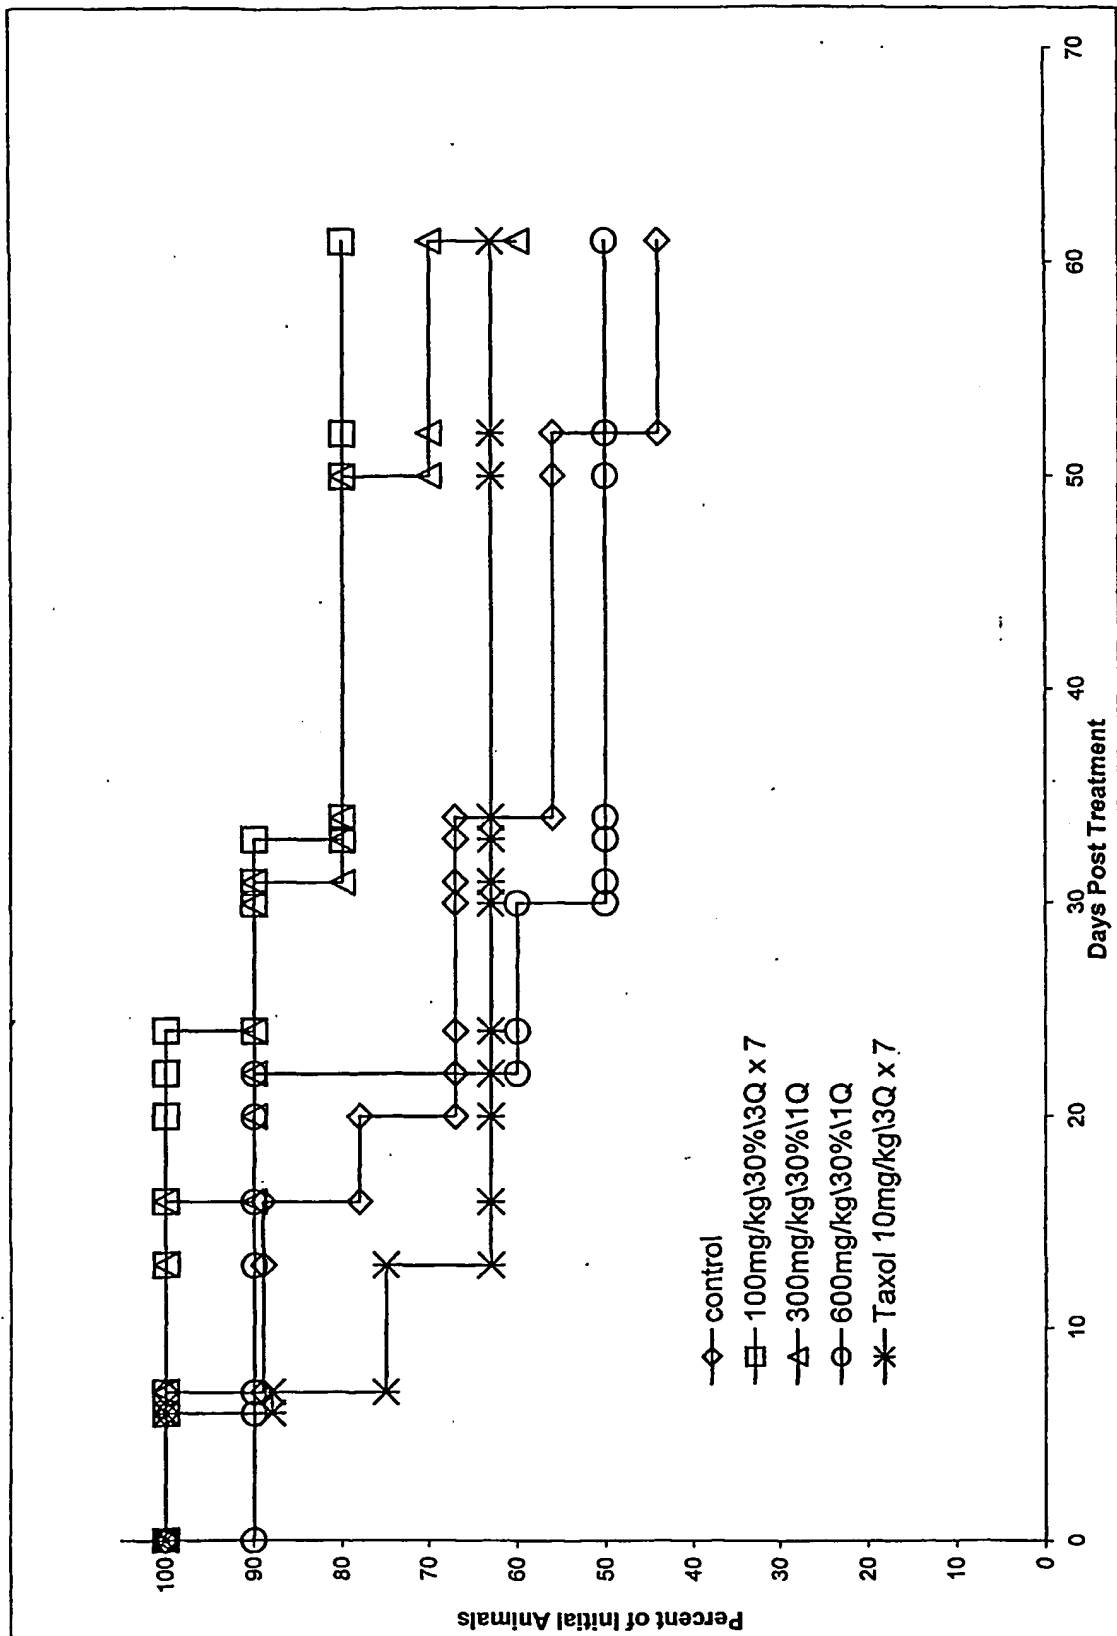 Percent of Initial Animals
100
90
80
70
60
50
40
30
20
10
0
0
10
20
30
40
50
60
70
Days Post Treatment
control
100mg/kg\30%\3Q x 7
300mg/kg\30%\1Q
600mg/kg\30%\1Q
Taxol 10mg/kg\3Q x 7